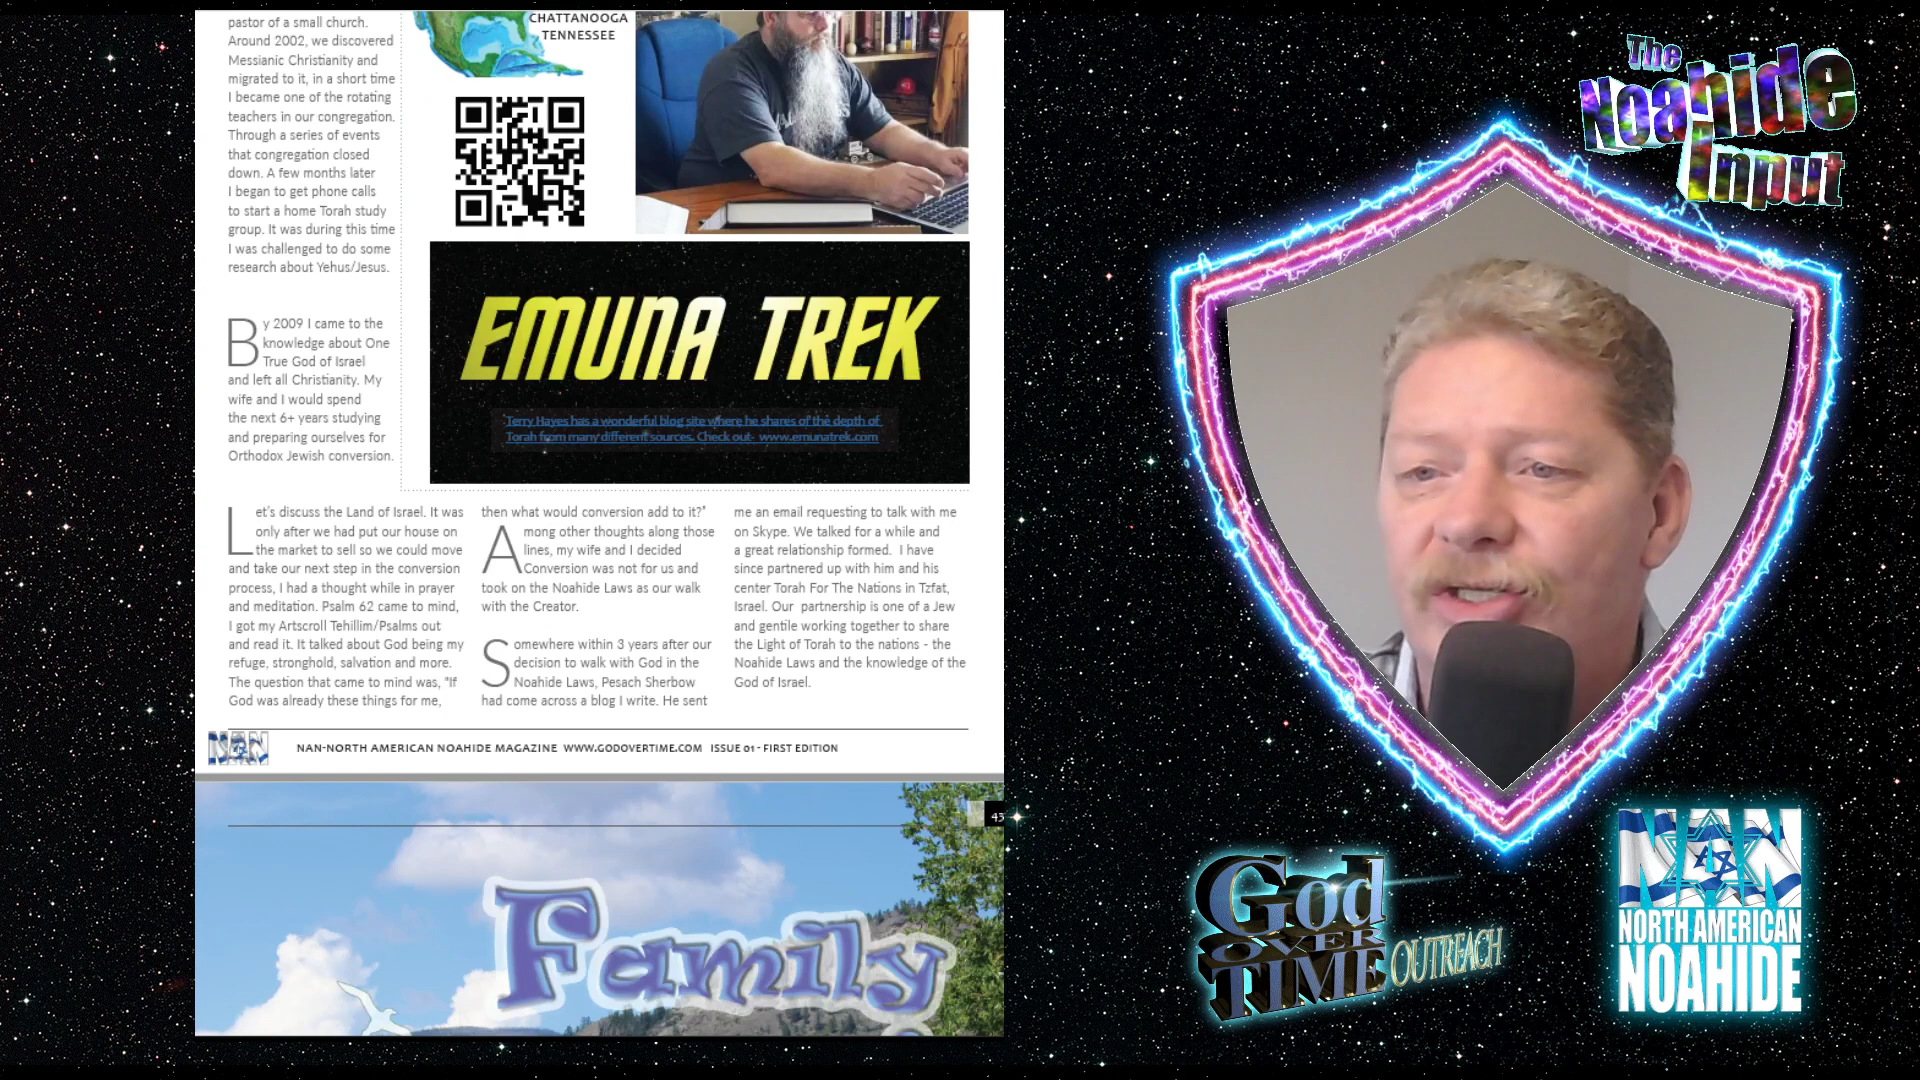 pastor of a small church.
Around 2002, we discovered
Messianic Christianity and
migrated to it, in a short time
I became one of the rotating
teachers in our congregation.
Through a series of events
that congregation closed
down. A few months later
I began to get phone calls
to start a home Torah study
group. It was during this time
I was challenged to do some
research about Yehus/Jesus.
By 2009 I came to the
knowledge about One
True God of Israel
and left all Christianity. My
wife and I would spend
the next 6+ years studying
and preparing ourselves for
Orthodox Jewish conversion.
CHATTANOOGA
TENNESSEE
EMUNA TREK
Terry Hayes has a wonderful blog site where he shares of the depth of
Torah from many different sources. Check out- www.emunatrek.com
Let's discuss the Land of Israel. It was
only after we had put our house on
the market to sell so we could move
and take our next step in the conversion
process, I had a thought while in prayer
and meditation. Psalm 62 came to mind,
I got my Artscroll Tehillim/Psalms out
and read it. It talked about God being my
refuge, stronghold, salvation and more.
The question that came to mind was, "If
God was already these things for me,
then what would conversion add to it?"
Among other thoughts along those
lines, my wife and I decided
Conversion was not for us and
took on the Noahide Laws as our walk
with the Creator.
Somewhere within 3 years after our
decision to walk with God in the
Noahide Laws, Pesach Sherbow
had come across a blog I write. He sent
me an email requesting to talk with me
on Skype. We talked for a while and
a great relationship formed. I have
since partnered up with him and his
center Torah For The Nations in Tzfat,
Israel. Our partnership is one of a Jew
and gentile working together to share
the Light of Torah to the nations - the
Noahide Laws and the knowledge of the
God of Israel.
NAN
NAN-NORTH AMERICAN NOAHIDE MAGAZINE WWW.GODOVERTIME.COM ISSUE 01 - FIRST EDITION
43
Family
The
Noahide
Input
God
OVER
TIME OUTREACH
NAN
NORTH AMERICAN
NOAHIDE